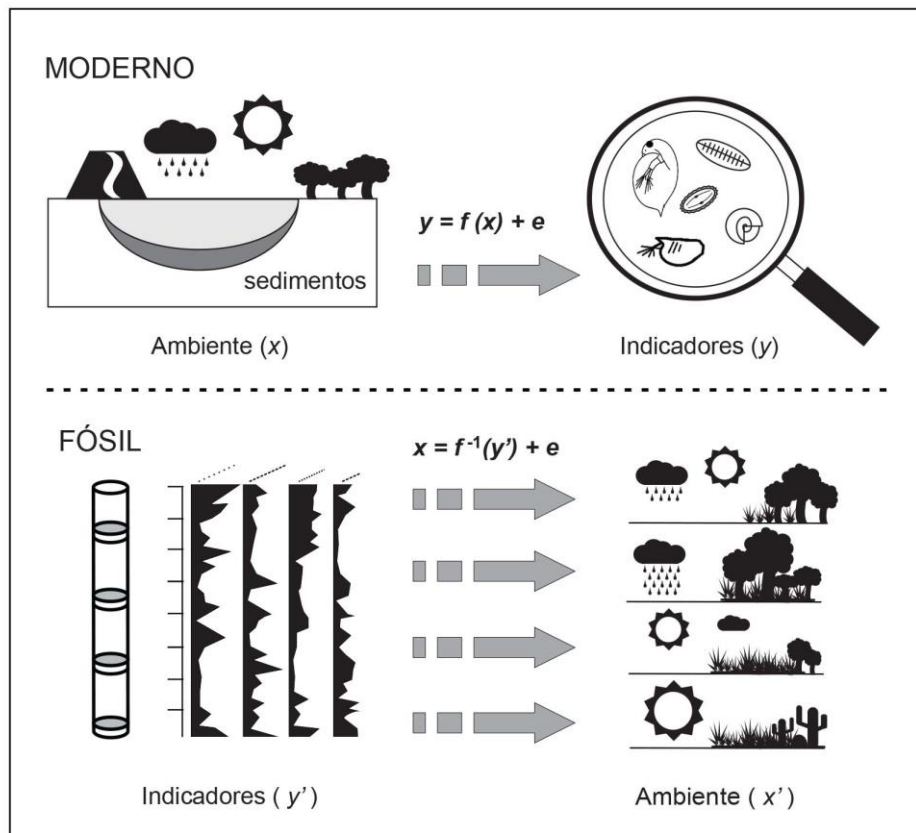 MODERNO
sedimentos
y = f (x) + e
Ambiente (x)
Indicadores (y)
FÓSIL
x = f -1(y’) + e
Indicadores ( y’ )
Ambiente ( x’ )